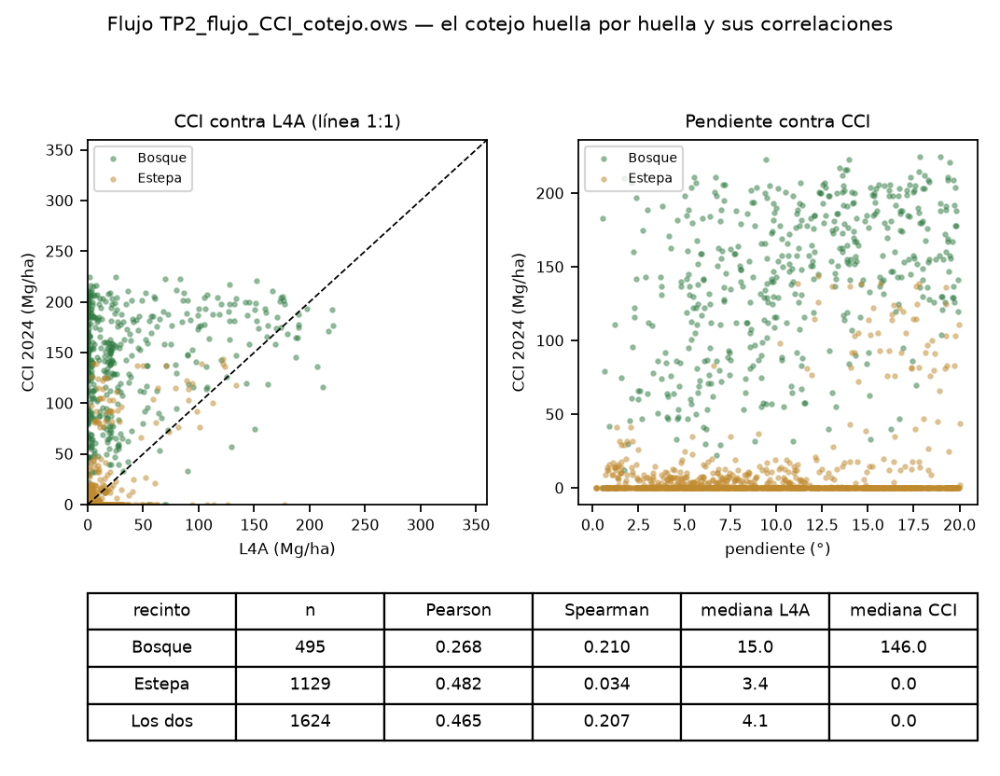 Flujo TP2_flujo_CCI_cotejo.ows — el cotejo huella por huella y sus correlaciones
CCI contra L4A (línea 1:1)
Bosque
Estepa
350
300
250
200
150
100
50
0
CCI 2024 (Mg/ha)
0 50 100 150 200 250 300 350
L4A (Mg/ha)
Pendiente contra CCI
Bosque
Estepa
200
150
100
50
0
CCI 2024 (Mg/ha)
0.0 2.5 5.0 7.5 10.0 12.5 15.0 17.5 20.0
pendiente (°)
recinto n Pearson Spearman mediana L4A mediana CCI
Bosque 495 0.268 0.210 15.0 146.0
Estepa 1129 0.482 0.034 3.4 0.0
Los dos 1624 0.465 0.207 4.1 0.0